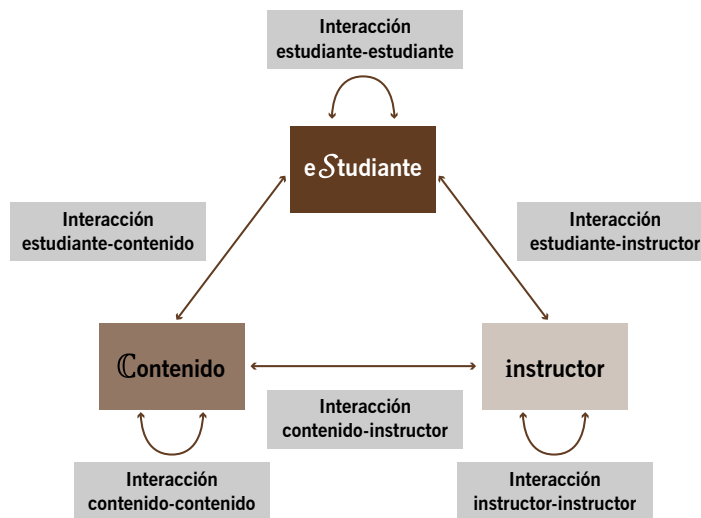 Interacción
estudiante-estudiante
e𝒮tudiante
Interacción
estudiante-contenido
Interacción
estudiante-instructor
ℂontenido
instructor
Interacción
contenido-instructor
Interacción
contenido-contenido
Interacción
instructor-instructor